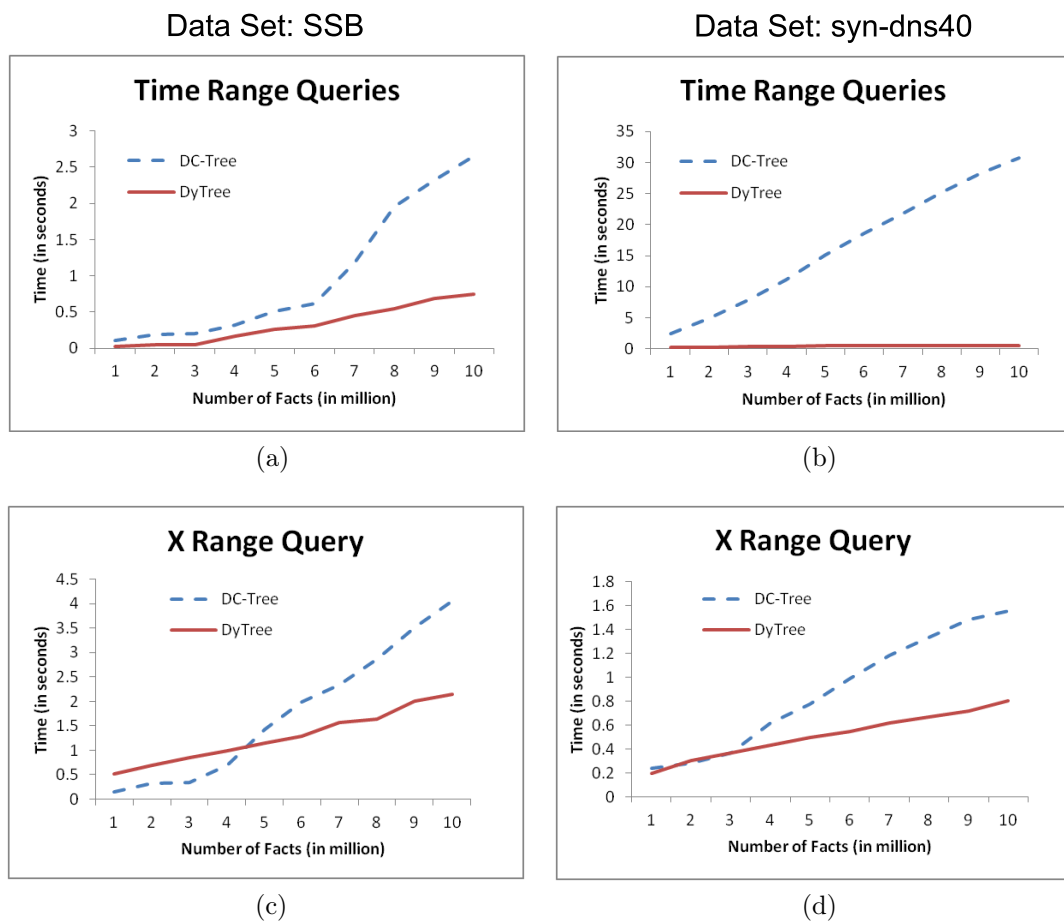 Data Set: SSB
Data Set: syn-dns40
Time Range Queries
3
2.5
2
1.5
1
0.5
0
Time (in seconds)
DC-Tree
DyTree
1 2 3 4 5 6 7 8 9 10
Number of Facts (in million)
(a)
Time Range Queries
35
30
25
20
15
10
5
0
Time (in seconds)
DC-Tree
DyTree
1 2 3 4 5 6 7 8 9 10
Number of Facts (in million)
(b)
X Range Query
4.5
4
3.5
3
2.5
2
1.5
1
0.5
0
Time (in seconds)
DC-Tree
DyTree
1 2 3 4 5 6 7 8 9 10
Number of Facts (in million)
(c)
X Range Query
1.8
1.6
1.4
1.2
1
0.8
0.6
0.4
0.2
0
Time (in seconds)
DC-Tree
DyTree
1 2 3 4 5 6 7 8 9 10
Number of Facts (in million)
(d)